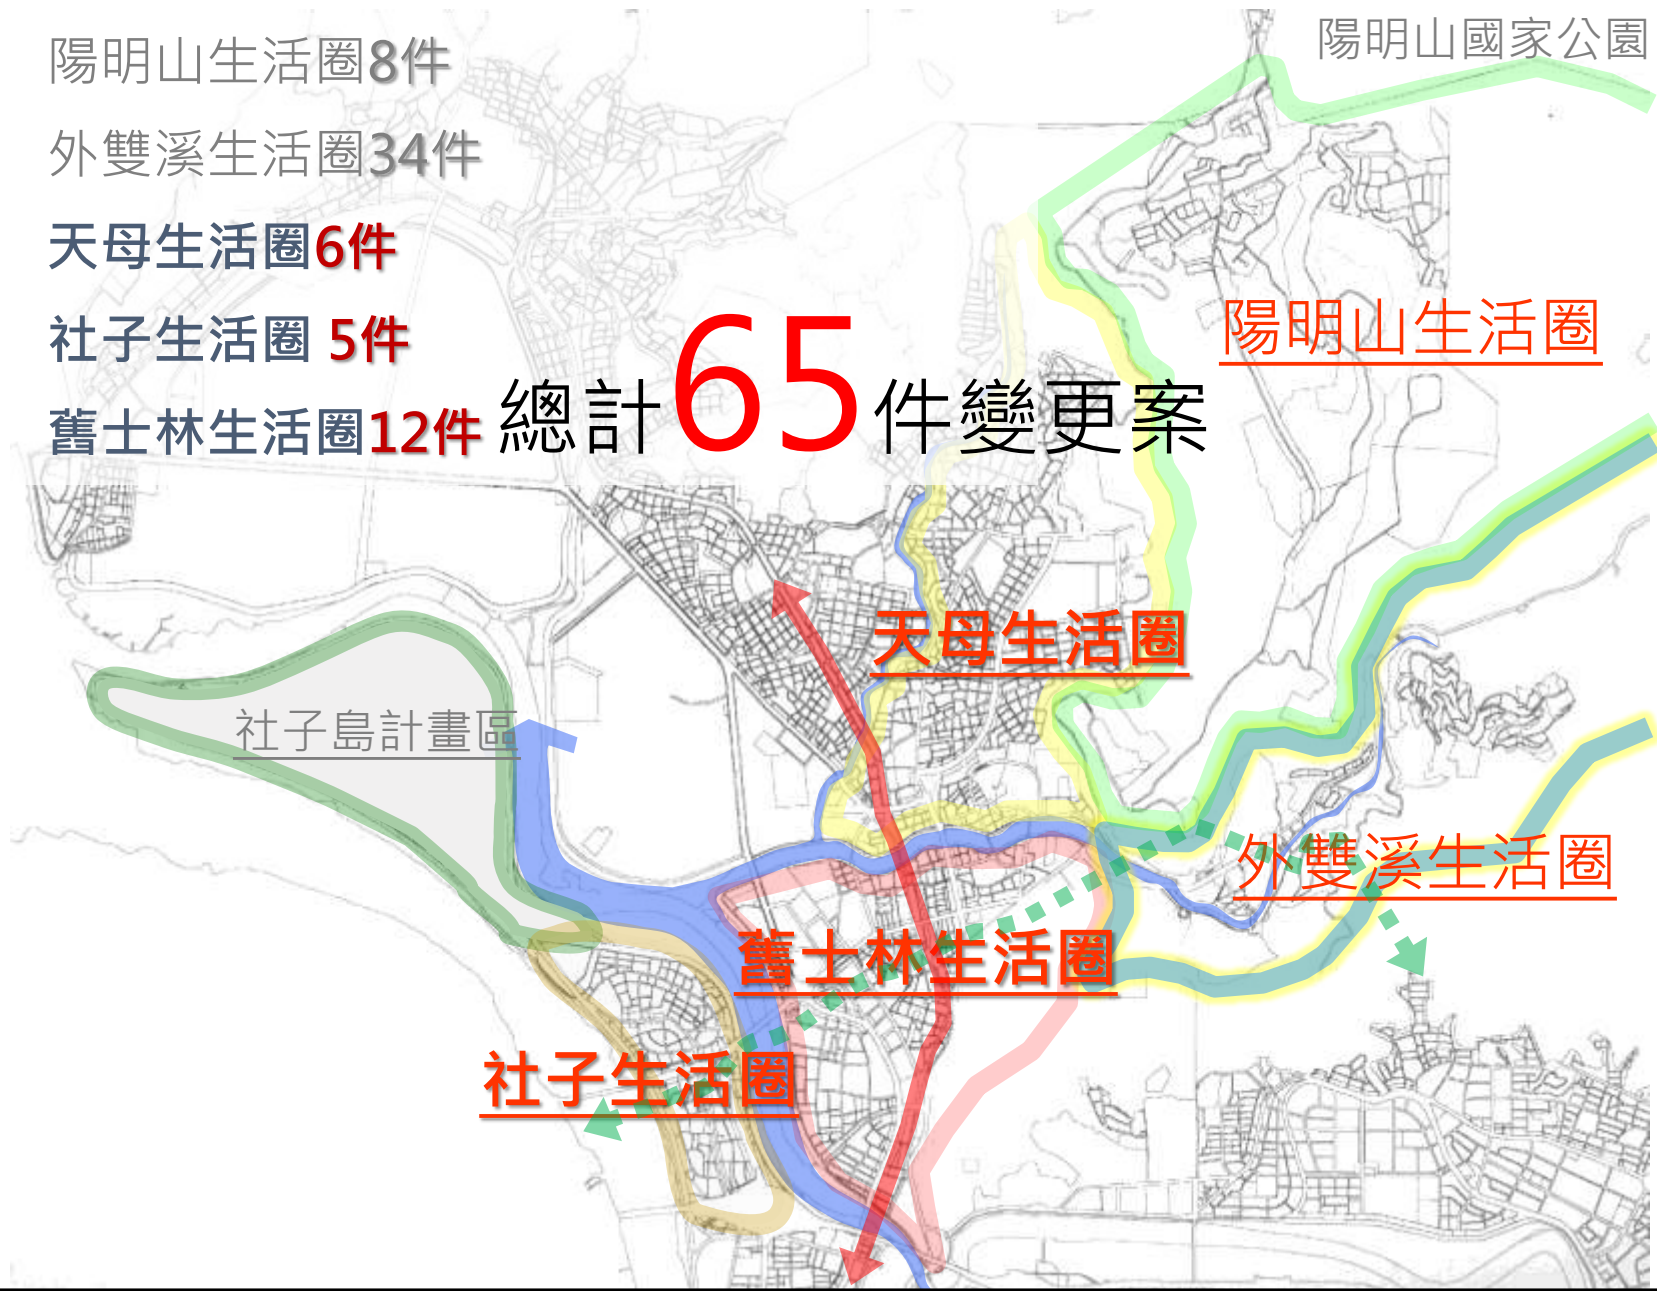 陽明山生活圈8件
陽明山國家公園
外雙溪生活圈34件
天母生活圈6件
社子生活圈 5件
舊士林生活圈12件
總計65件變更案
陽明山生活圈
天母生活圈
社子島計畫區
外雙溪生活圈
舊士林生活圈
社子生活圈